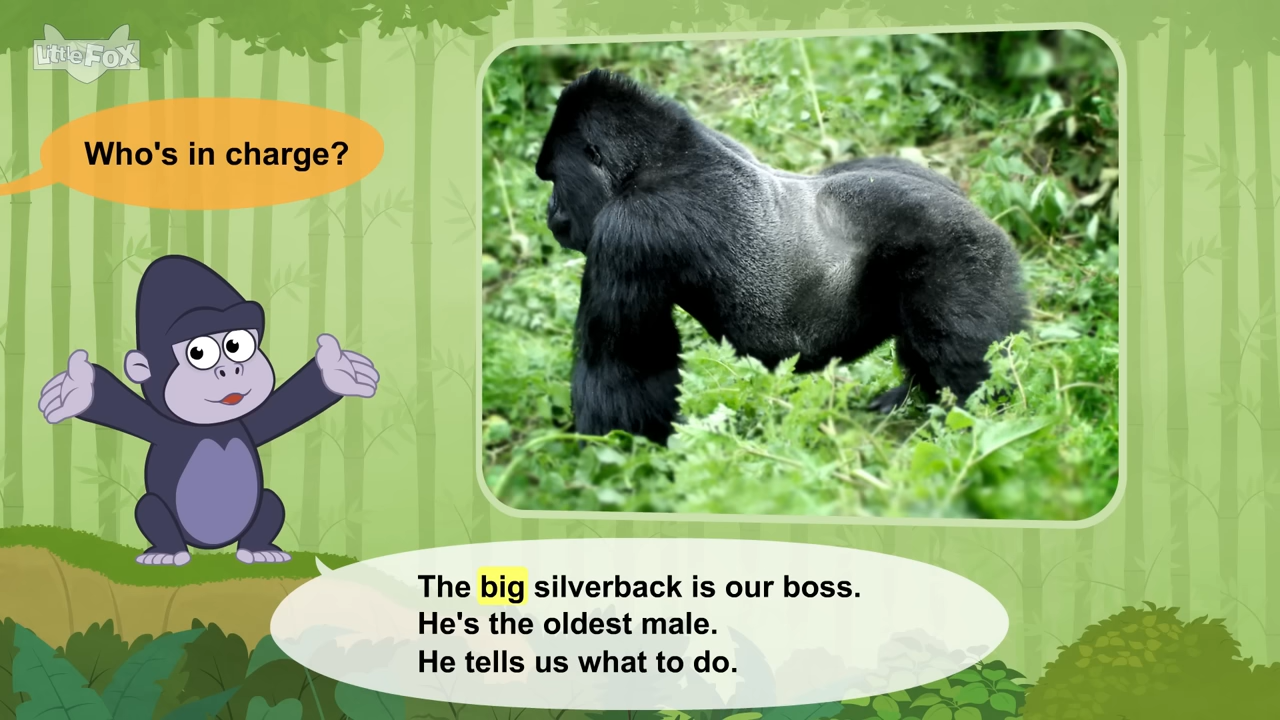 Little Fox
Who's in charge?
The big silverback is our boss.
He's the oldest male.
He tells us what to do.